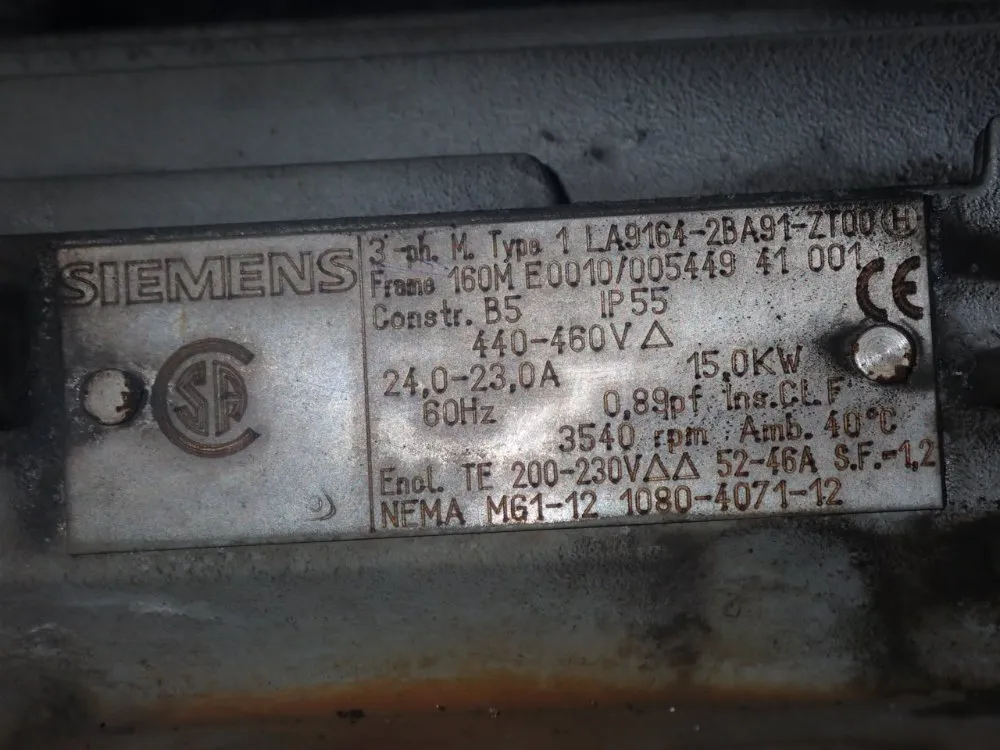 SIEMENS
3~ph. M. Type 1 LA9164-2BA91-ZT00 H
Frame 160M E0010/005449 41 001
CE
Constr. B5 IP55
440-460V △
24,0-23,0A 15,0KW
60Hz 0,89pf Ins.CL.F
3540 rpm Amb. 40°C
Encl. TE 200-230V△△ 52-46A S.F.-1,2
NEMA MG1-12 1080-4071-12
CSA